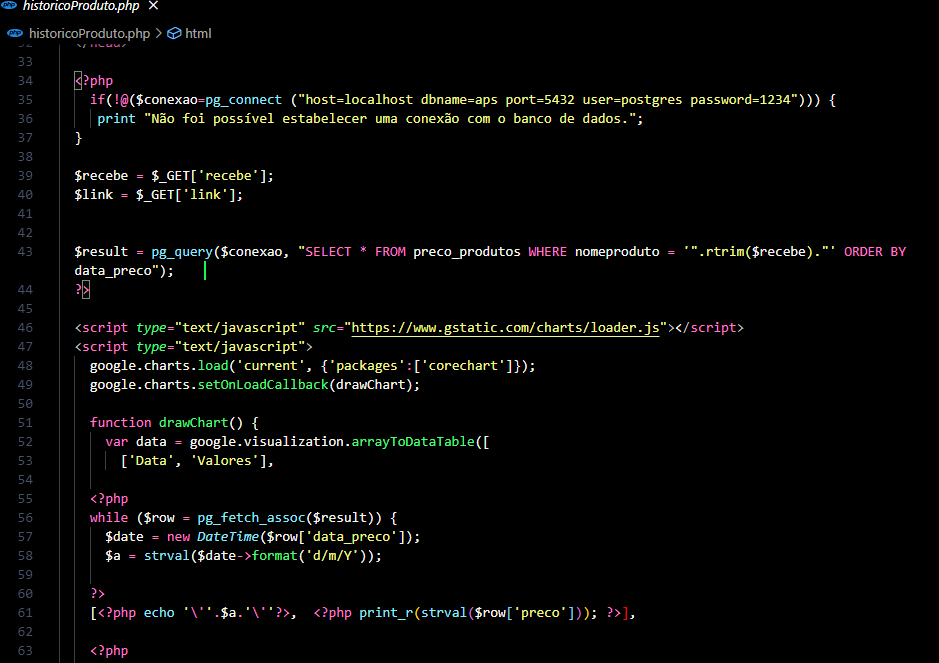 historicoProduto.php ×
historicoProduto.php > html
32 </head>
33
34 <?php
35 if(!@($conexao=pg_connect ("host=localhost dbname=aps port=5432 user=postgres password=1234"))) {
36 print "Não foi possível estabelecer uma conexão com o banco de dados.";
37 }
38
39 $recebe = $_GET['recebe'];
40 $link = $_GET['link'];
41
42
43 $result = pg_query($conexao, "SELECT * FROM preco_produtos WHERE nomeproduto = '".rtrim($recebe)."' ORDER BY
data_preco");
44 ?>
45
46 <script type="text/javascript" src="https://www.gstatic.com/charts/loader.js"></script>
47 <script type="text/javascript">
48 google.charts.load('current', {'packages':['corechart']});
49 google.charts.setOnLoadCallback(drawChart);
50
51 function drawChart() {
52 var data = google.visualization.arrayToDataTable([
53 ['Data', 'Valores'],
54
55 <?php
56 while ($row = pg_fetch_assoc($result)) {
57 $date = new DateTime($row['data_preco']);
58 $a = strval($date->format('d/m/Y'));
59
60 ?>
61 [<?php echo '\''.$a.'\''?>, <?php print_r(strval($row['preco'])); ?>],
62
63 <?php